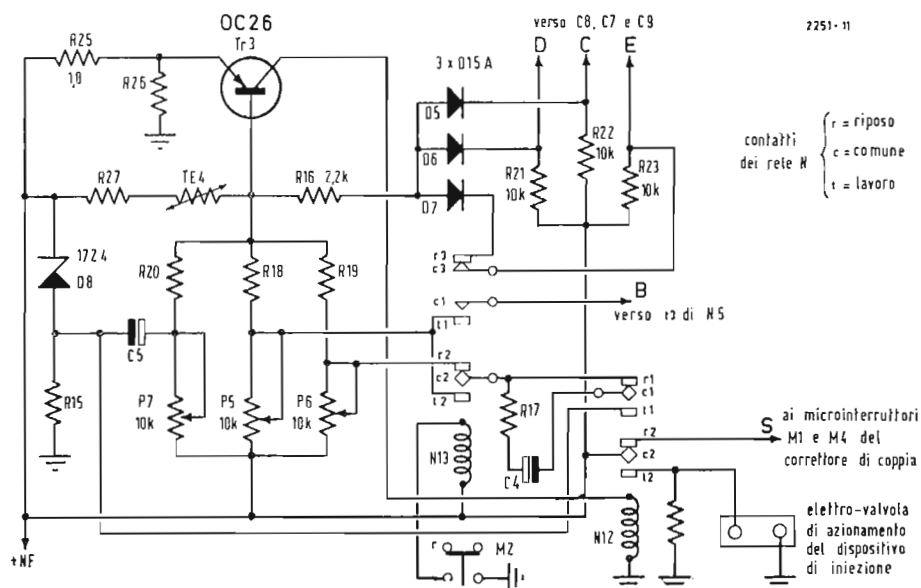 OC26
Tr3
verso C8, C7 e C9
D C E
2251-11
R25
10
R26
3 x 015 A
D5
D6
D7
R22
10k
R21
10k
R23
10k
contatti
dei relè N
r = riposo
c = comune
t = lavoro
R27
TE4
R16 2,2k
17Z4
D8
R20
R18
R19
r3
c3
c1
t1
B
verso t3 di N5
r2
c2
t2
C5
R15
P7
10k
P5
10k
P6
10k
R17
C4
r1
c1
t1
r2
c2
t2
S
ai microinterruttori
M1 e M4 del
correttore di coppia
N13
N12
elettro-valvola
di azionamento
del dispositivo
di iniezione
+NF
r
M2